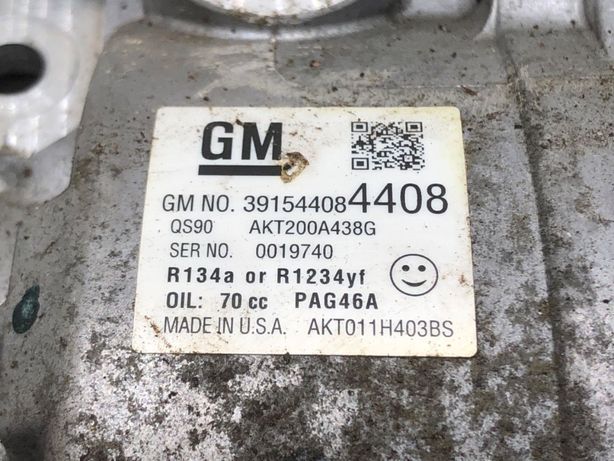 GM
GM NO. 39154408 4408
QS90 AKT200A438G
SER NO. 0019740
R134a or R1234yf
OIL: 70 cc PAG46A
MADE IN U.S.A. AKT011H403BS